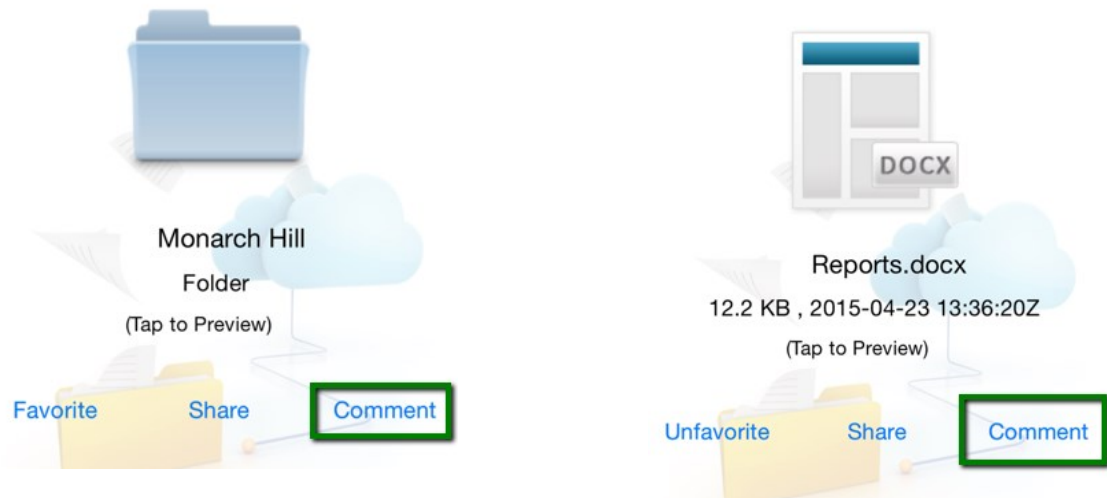 Monarch Hill
Folder
(Tap to Preview)
Favorite Share Comment
DOCX
Reports.docx
12.2 KB , 2015-04-23 13:36:20Z
(Tap to Preview)
Unfavorite Share Comment